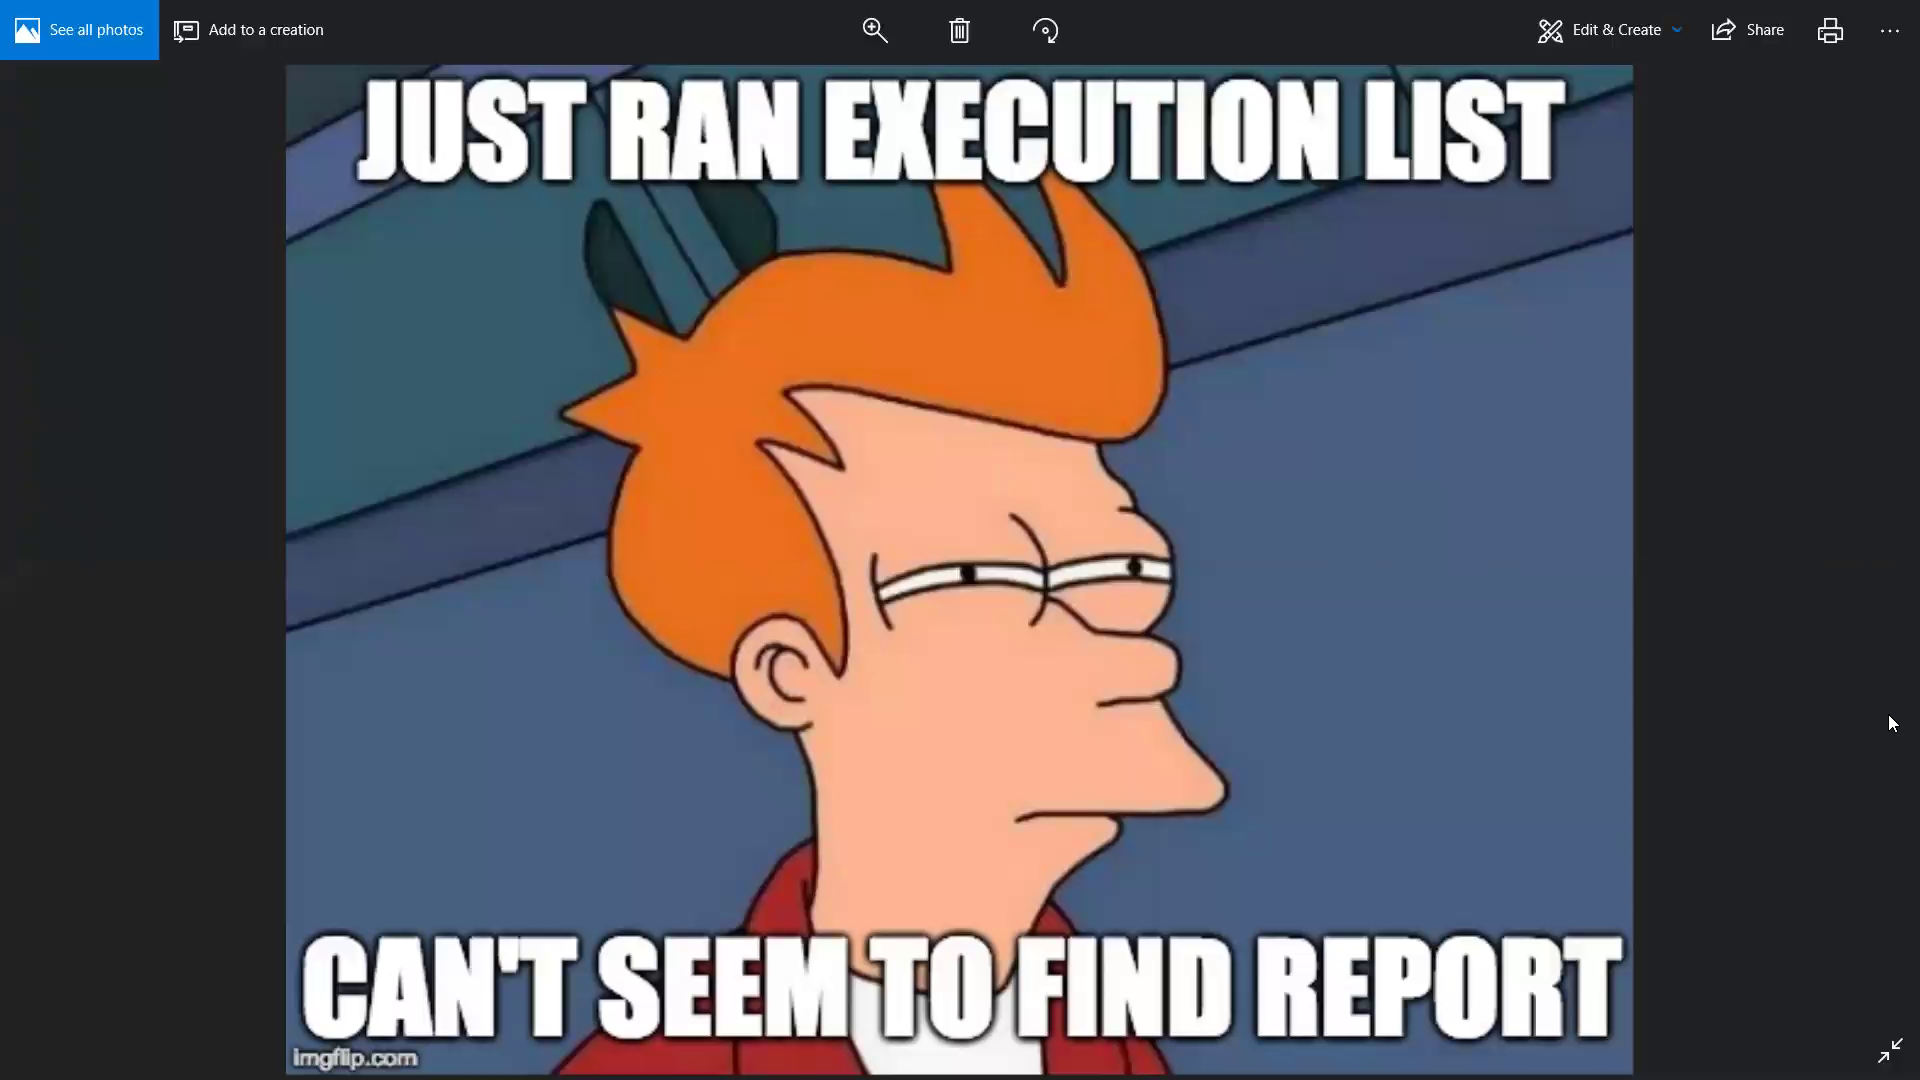 See all photos
Add to a creation
Edit & Create
Share
JUST RAN EXECUTION LIST
CAN'T SEEM TO FIND REPORT
imgflip.com